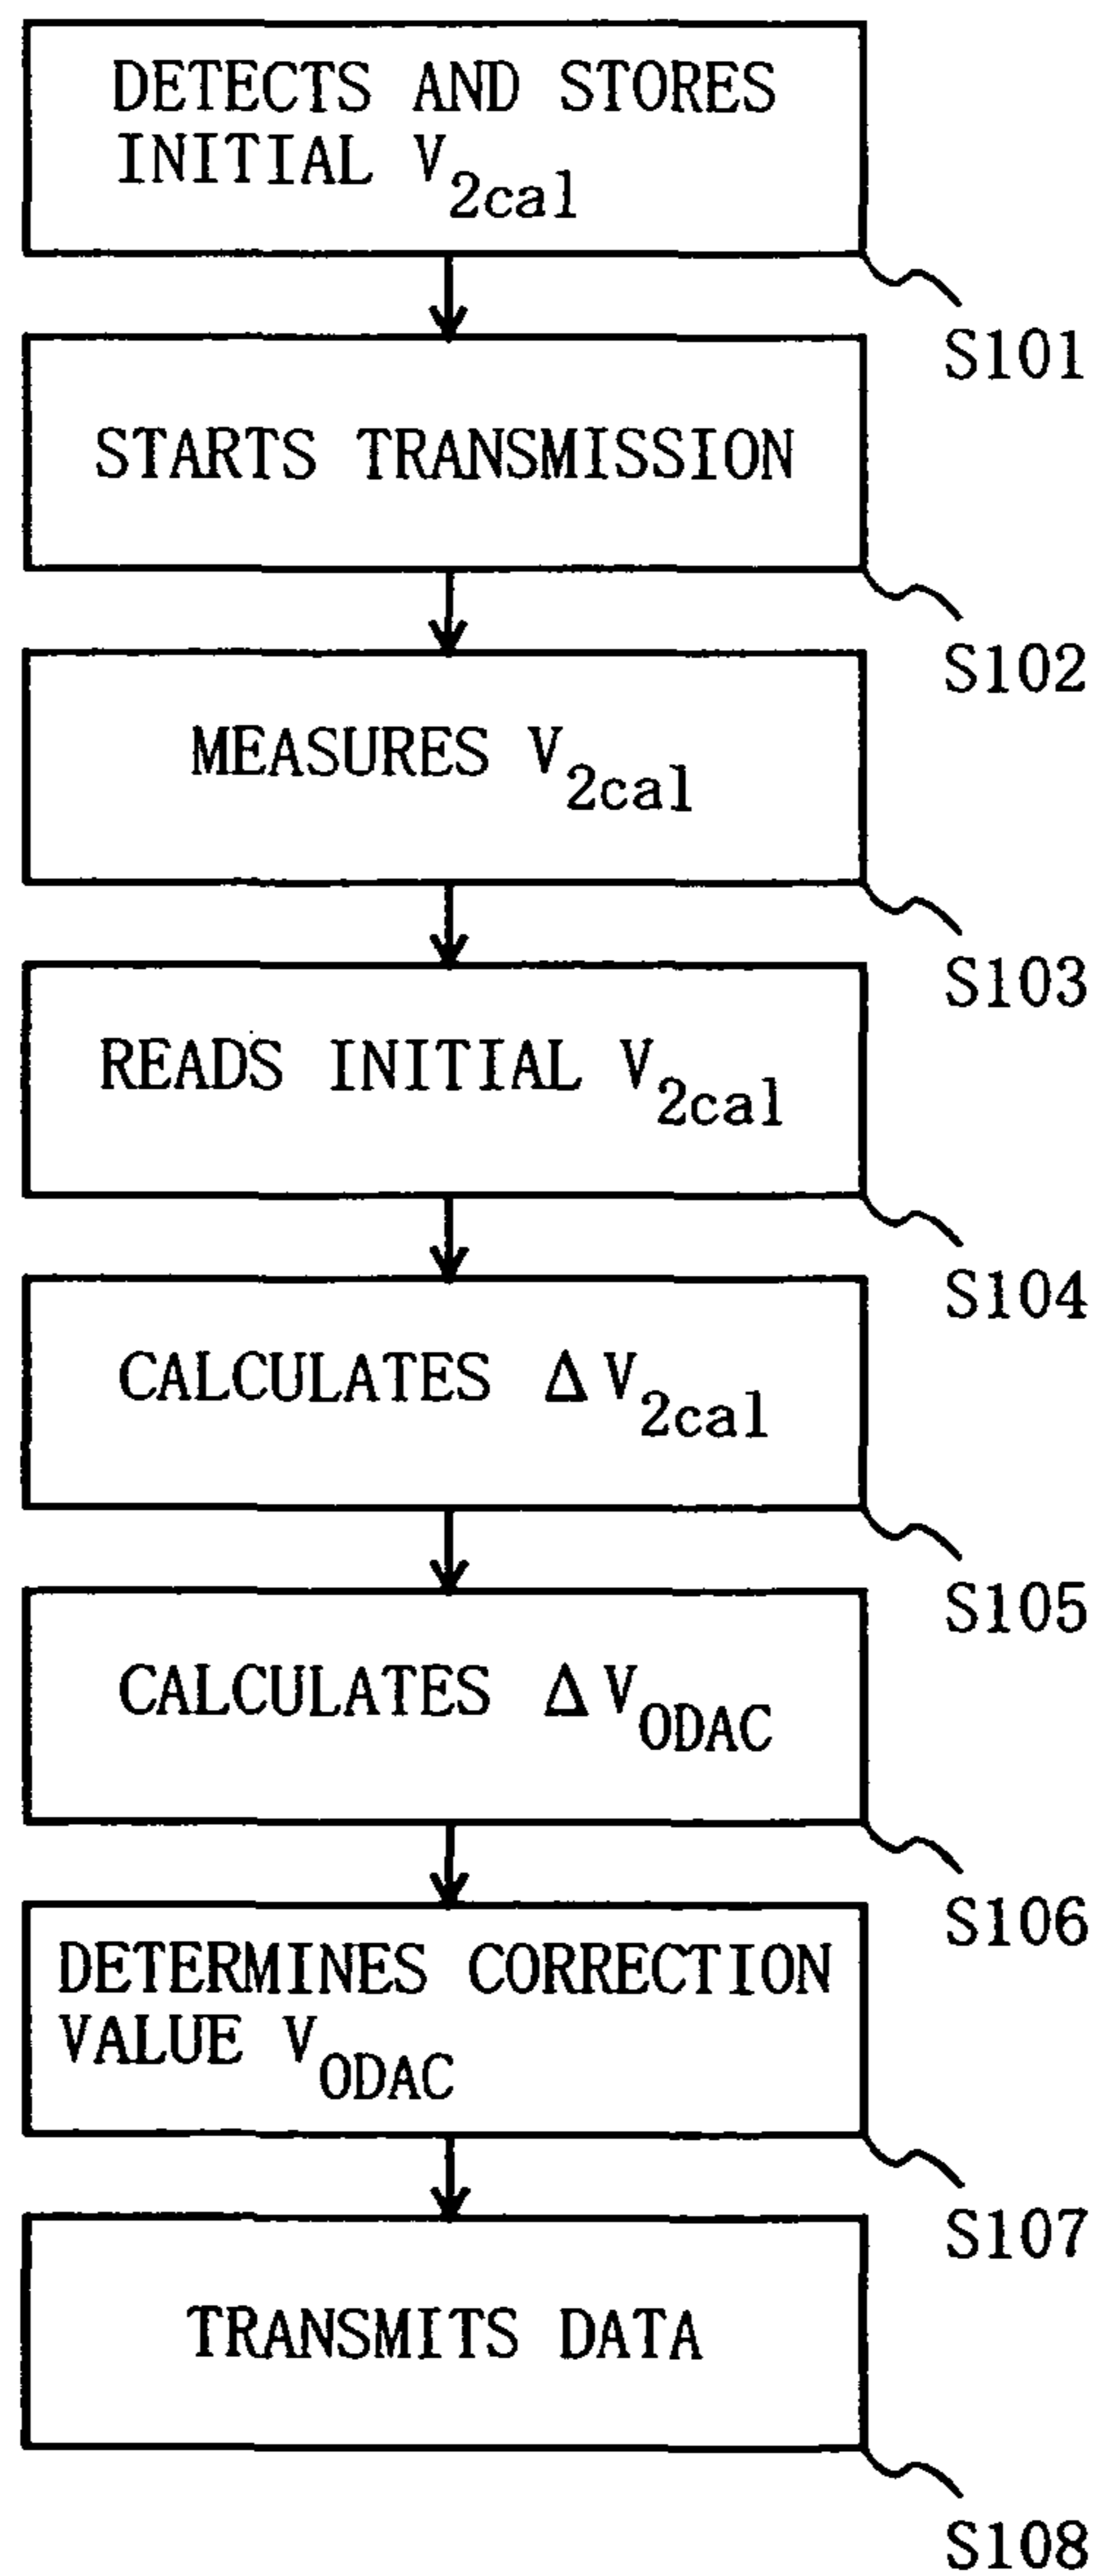 DETECTS AND STORES
INITIAL V2cal
S101
STARTS TRANSMISSION
S102
MEASURES V2cal
S103
READS INITIAL V2cal
S104
CALCULATES ΔV2cal
S105
CALCULATES ΔVODAC
S106
DETERMINES CORRECTION
VALUE VODAC
S107
TRANSMITS DATA
S108